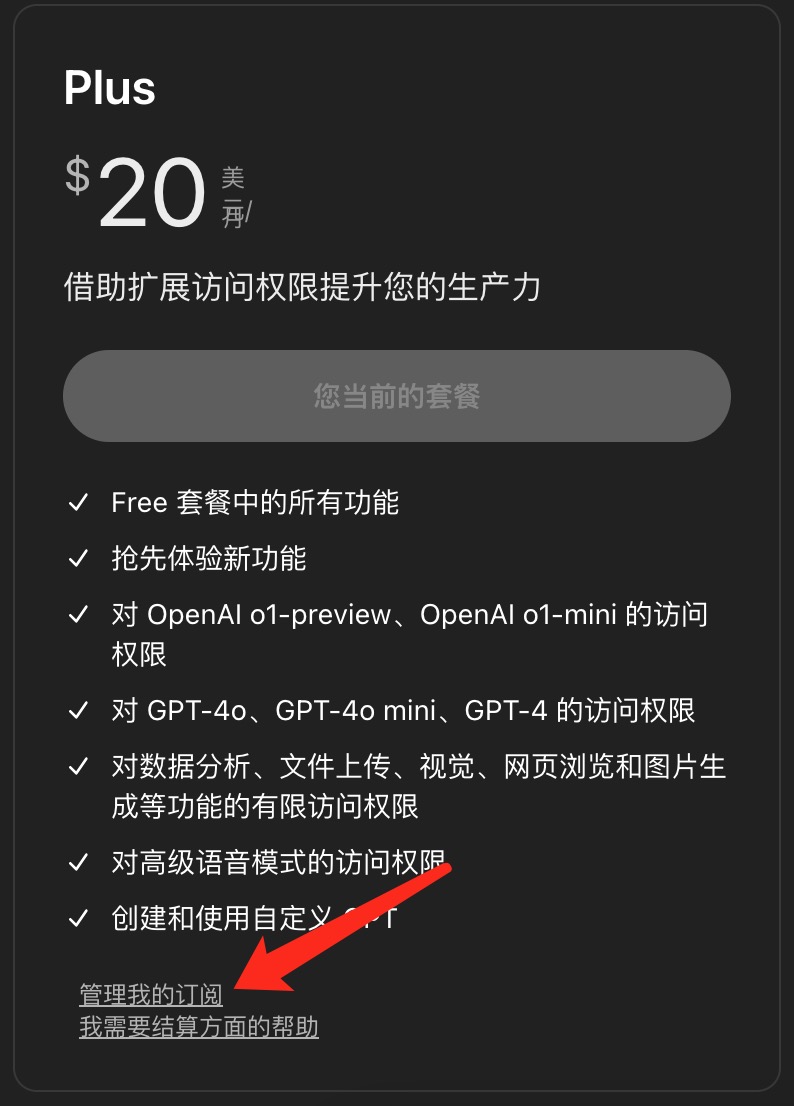 Plus
$20 美
元/
月
借助扩展访问权限提升您的生产力
您当前的套餐
Free 套餐中的所有功能
抢先体验新功能
对 OpenAI o1-preview、OpenAI o1-mini 的访问
权限
对 GPT-4o、GPT-4o mini、GPT-4 的访问权限
对数据分析、文件上传、视觉、网页浏览和图片生
成等功能的有限访问权限
对高级语音模式的访问权限
创建和使用自定义 GPT
管理我的订阅
我需要结算方面的帮助